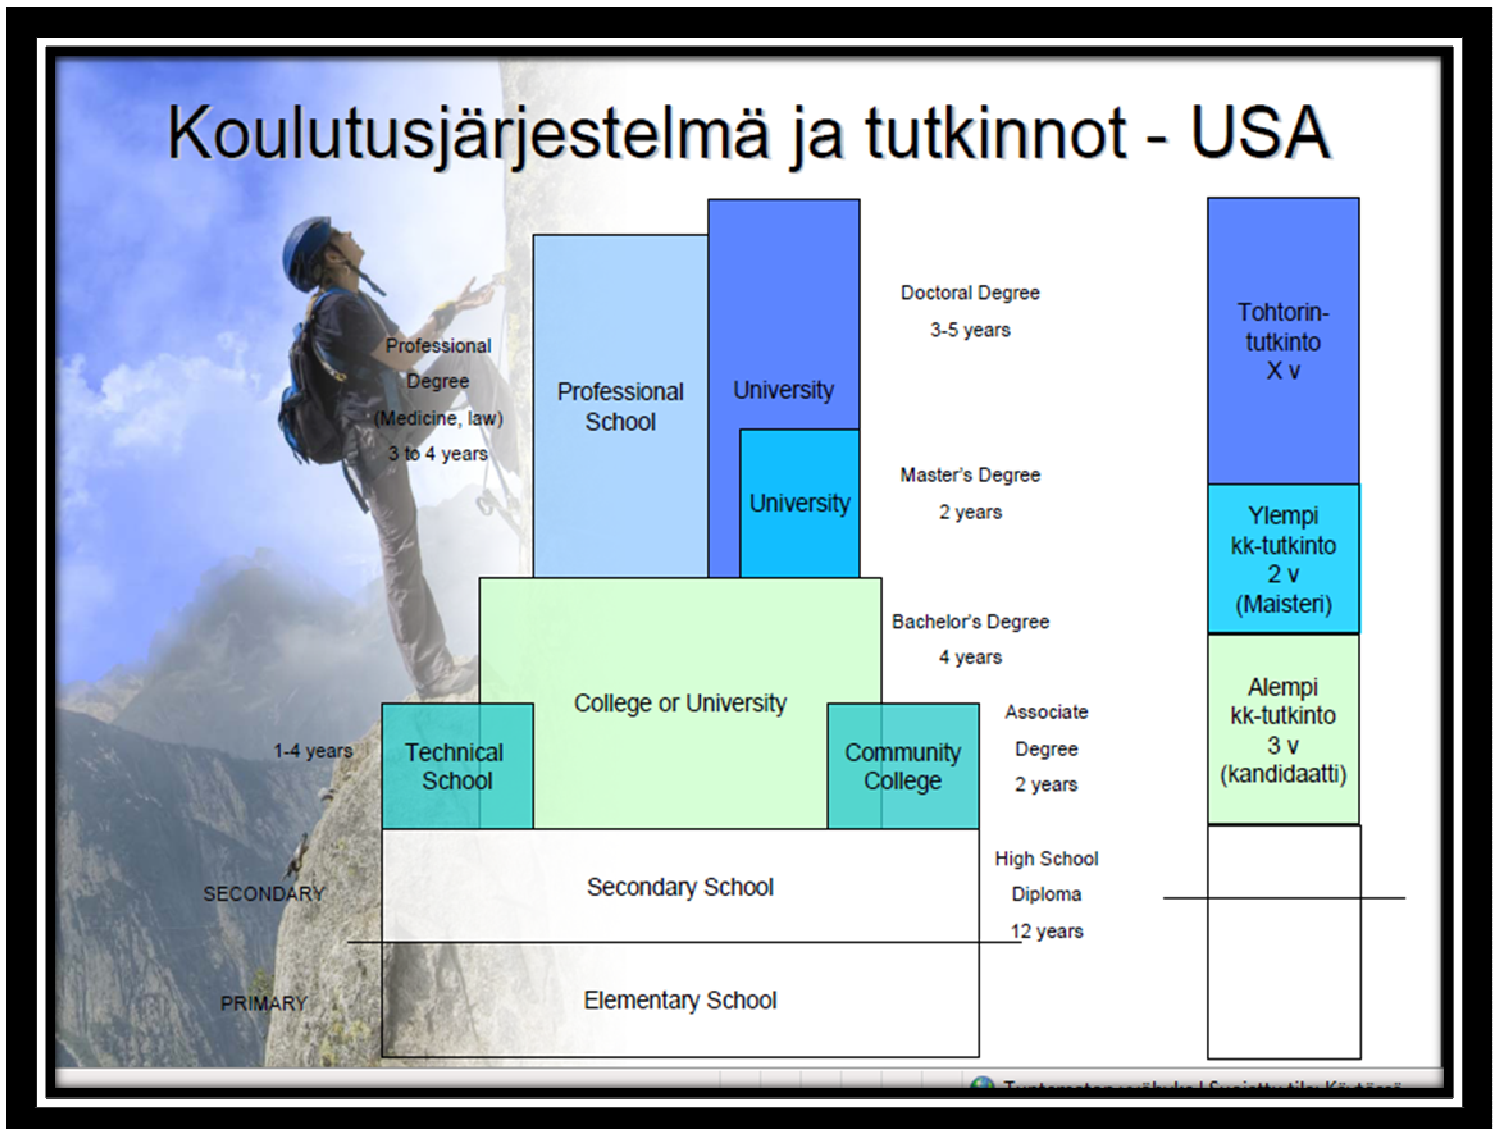 Koulutusjärjestelmä ja tutkinnot - USA
Professional
Degree
(Medicine, law)
3 to 4 years
Professional
School
University
University
Doctoral Degree
3-5 years
Master's Degree
2 years
Bachelor's Degree
4 years
College or University
1-4 years
Technical
School
Community
College
Associate
Degree
2 years
SECONDARY
Secondary School
High School
Diploma
12 years
PRIMARY
Elementary School
Tohtorin-
tutkinto
X v
Ylempi
kk-tutkinto
2 v
(Maisteri)
Alempi
kk-tutkinto
3 v
(kandidaatti)